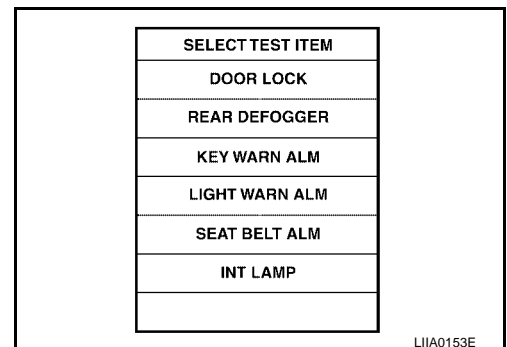 SELECT TEST ITEM
DOOR LOCK
REAR DEFOGGER
KEY WARN ALM
LIGHT WARN ALM
SEAT BELT ALM
INT LAMP
LIIA0153E